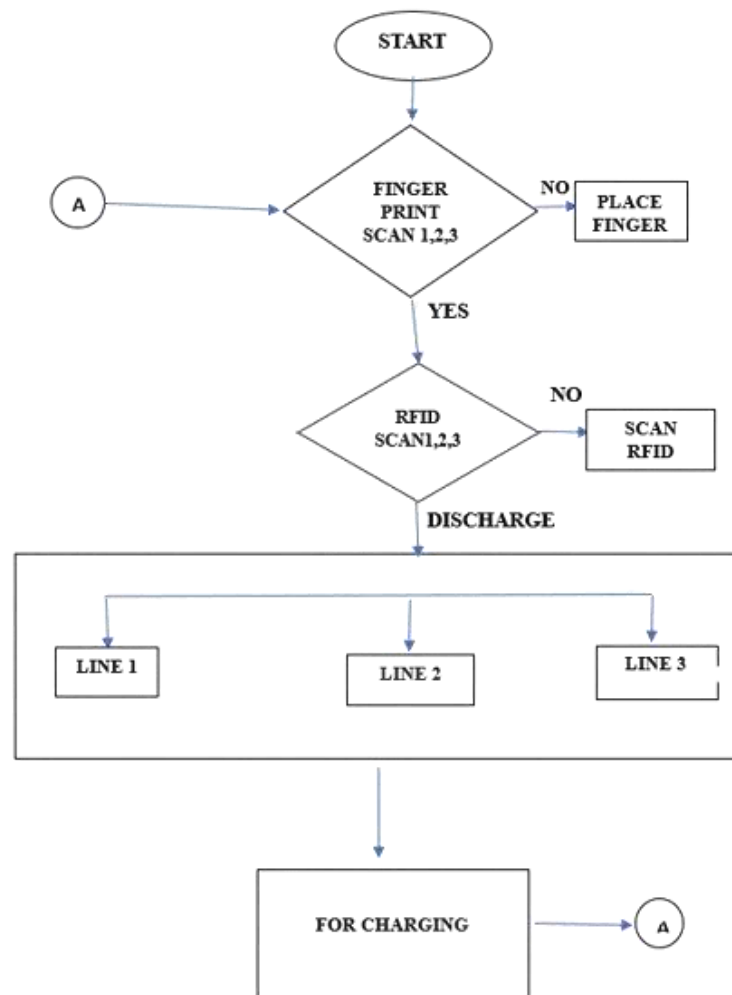 START
A
FINGER
PRINT
SCAN 1,2,3
NO
PLACE
FINGER
YES
RFID
SCAN1,2,3
NO
SCAN
RFID
DISCHARGE
LINE 1
LINE 2
LINE 3
FOR CHARGING
A